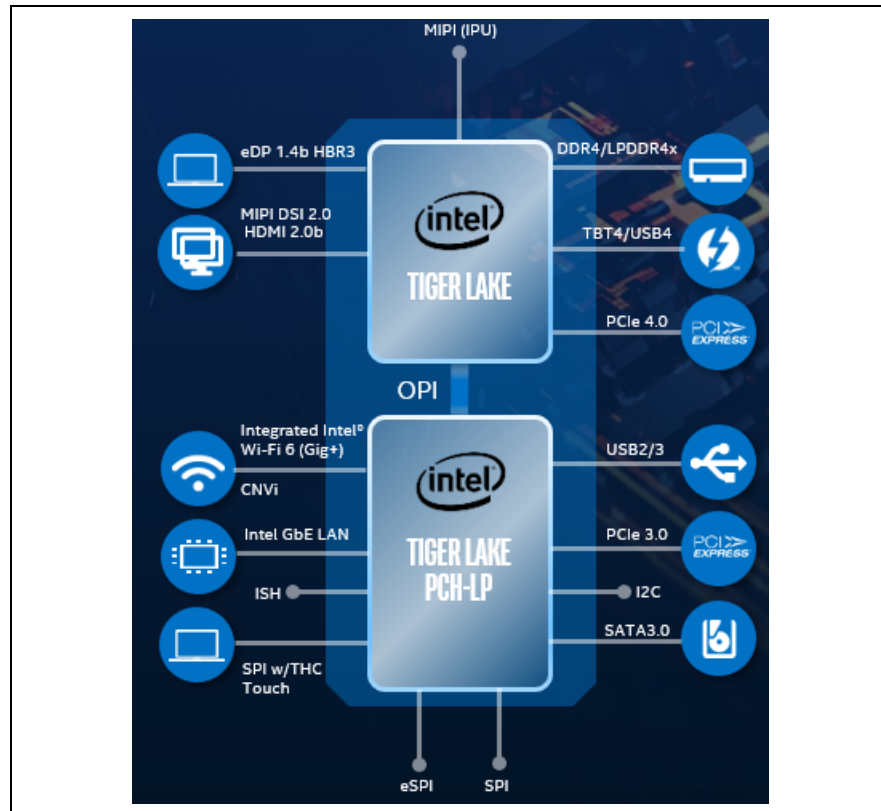 MIPI (IPU)
eDP 1.4b HBR3
DDR4/LPDDR4x
MIPI DSI 2.0
HDMI 2.0b
TBT4/USB4
intel
TIGER LAKE
PCIe 4.0
PCI
EXPRESS
OPI
Integrated Intel®
Wi-Fi 6 (Gig+)
CNVi
USB2/3
intel
TIGER LAKE
PCH-LP
Intel GbE LAN
PCIe 3.0
PCI
EXPRESS
ISH
I2C
SATA3.0
SPI w/THC
Touch
eSPI
SPI